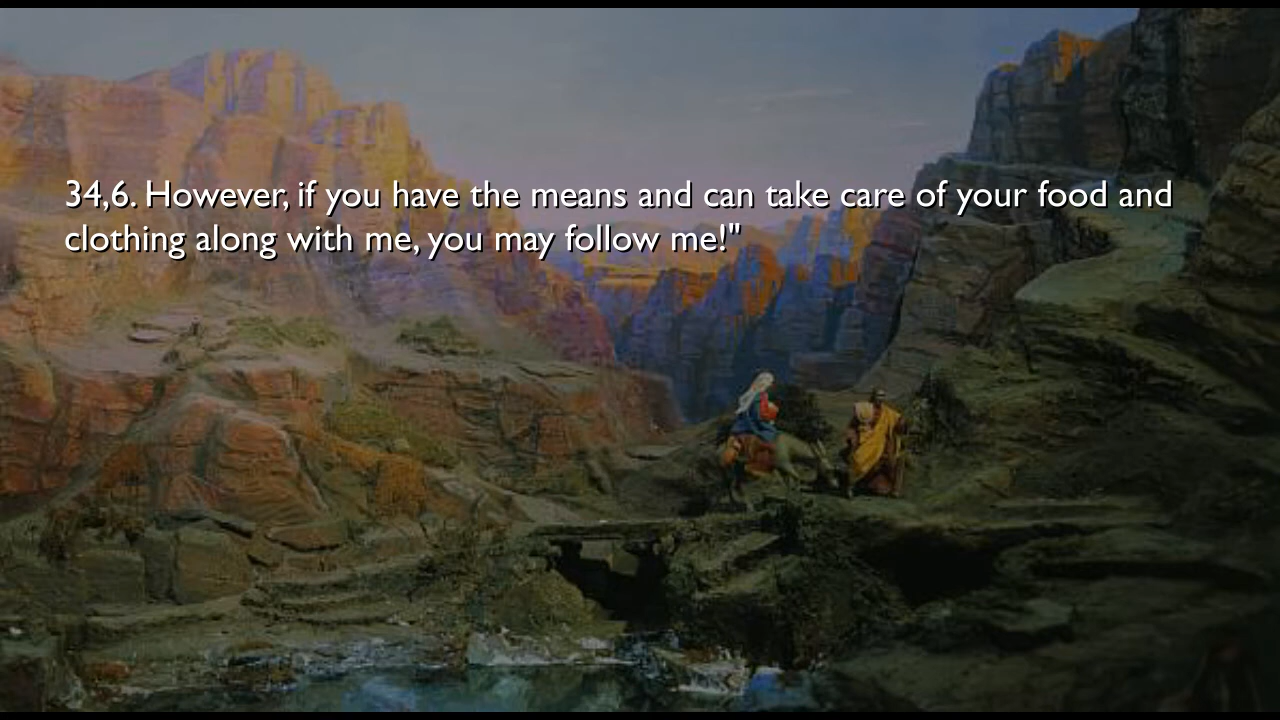 34,6. However, if you have the means and can take care of your food and
clothing along with me, you may follow me!"